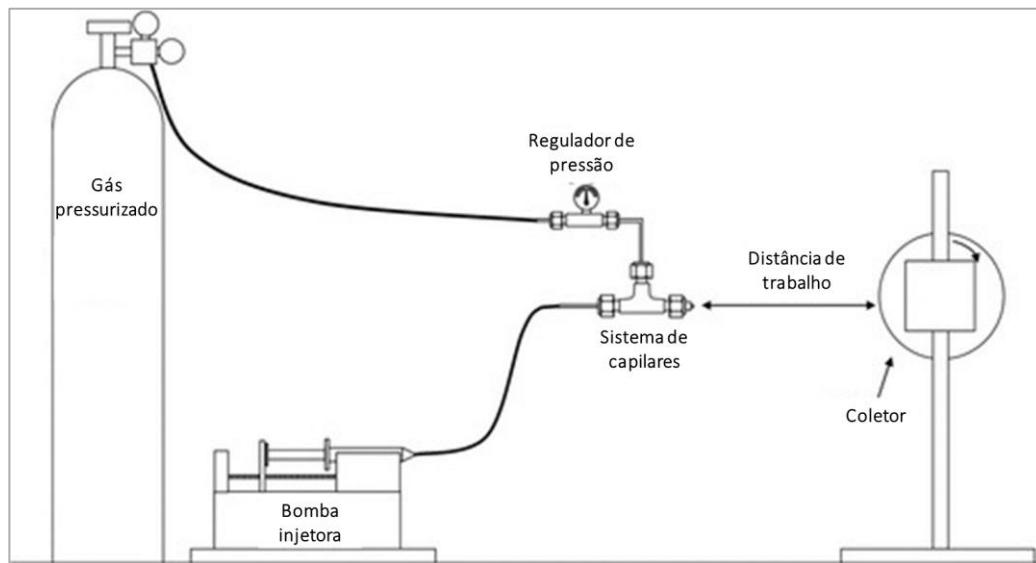 Gás
pressurizado
Regulador de
pressão
Distância de
trabalho
Sistema de
capilares
Coletor
Bomba
injetora